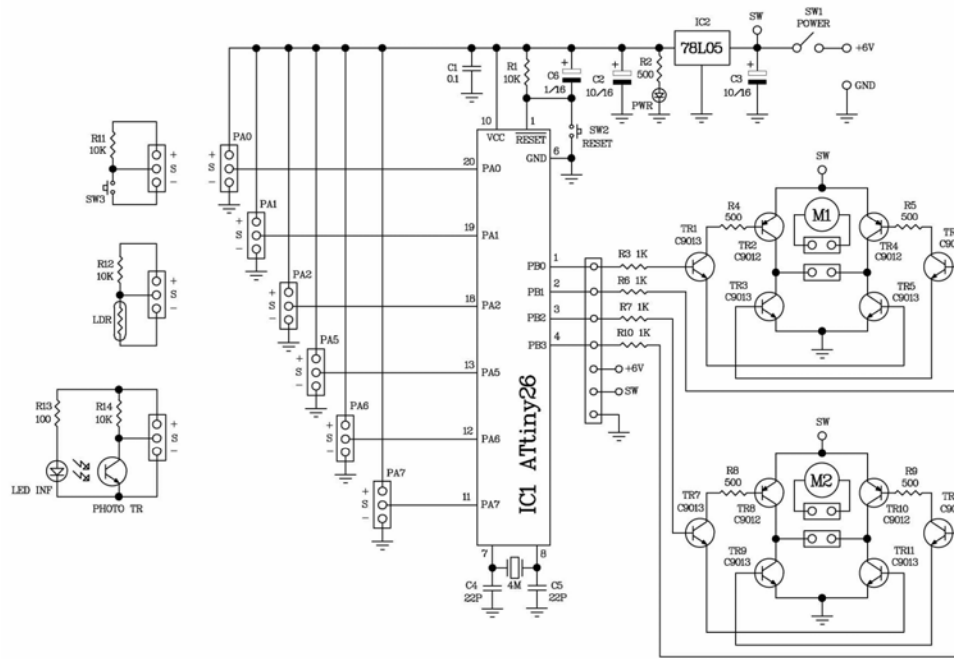 SW
SW1
POWER
IC2
78L05
+6V
GND
C1
0.1
R1
10K
C6
1/16
C2
10/16
R2
500
PWR
C3
10/16
SW2
RESET
R11
10K
SW3
+
S
-
R12
10K
LDR
+
S
-
R13
100
R14
10K
LED INF
PHOTO TR
+
S
-
PA0
+
S
-
PA1
+
S
-
PA2
+
S
-
PA5
+
S
-
PA6
+
S
-
PA7
+
S
-
10
VCC
1
RESET
6
GND
20
PA0
19
PA1
18
PA2
13
PA5
12
PA6
11
PA7
IC1 ATtiny26
PB0
1
PB1
2
PB2
3
PB3
4
7
8
4M
C4
22P
C5
22P
R3 1K
R6 1K
R7 1K
R10 1K
+6V
SW
SW
M1
R4
500
R5
500
TR1
C9013
TR2
C9012
TR4
C9012
TR3
C9013
TR5
C9013
SW
M2
R8
500
R9
500
TR7
C9013
TR8
C9012
TR10
C9012
TR9
C9013
TR11
C9013